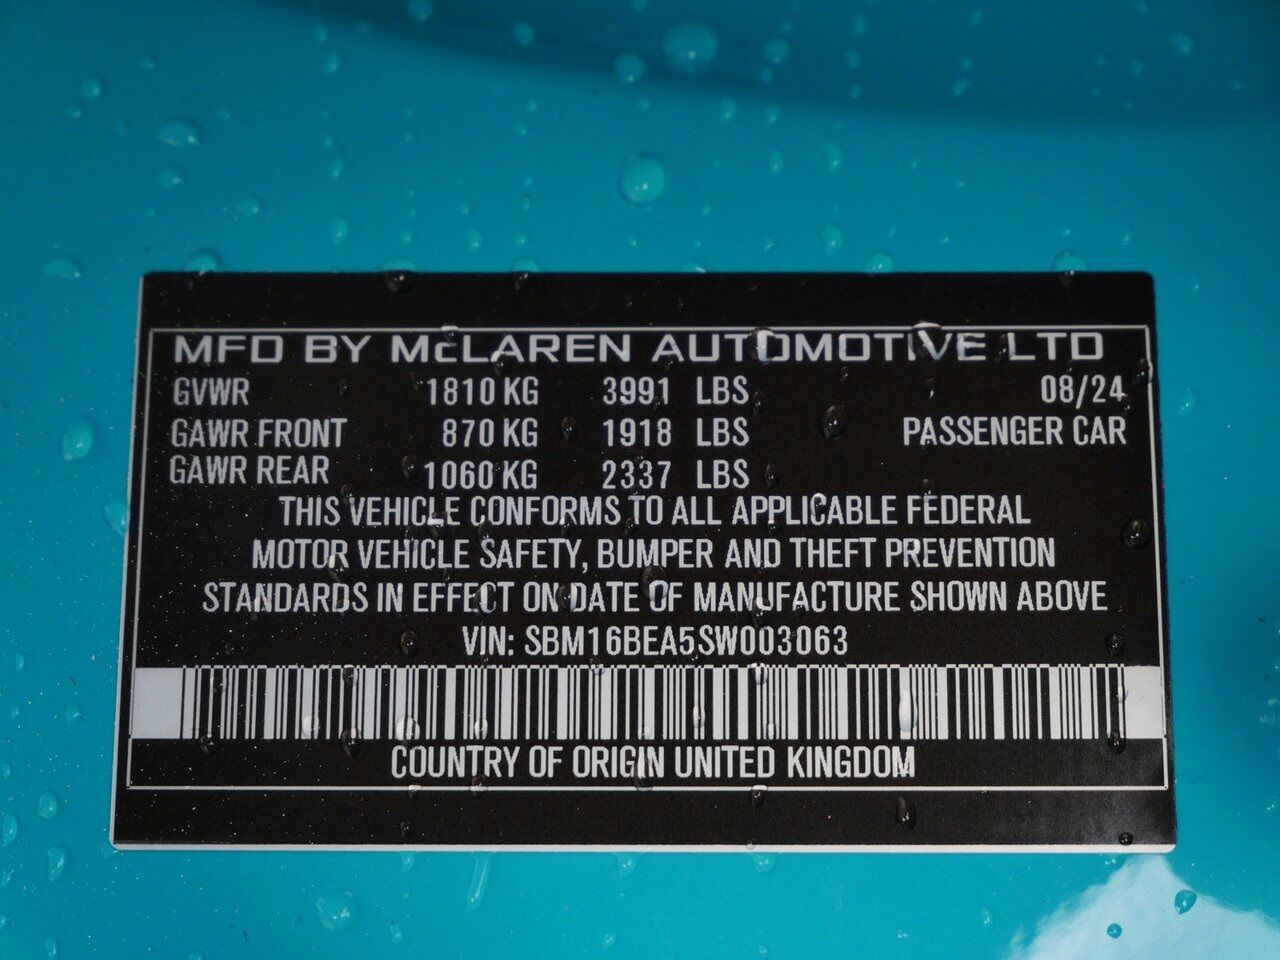 MFD BY McLAREN AUTOMOTIVE LTD
GVWR 1810 KG 3991 LBS 08/24
GAWR FRONT 870 KG 1918 LBS PASSENGER CAR
GAWR REAR 1060 KG 2337 LBS
THIS VEHICLE CONFORMS TO ALL APPLICABLE FEDERAL
MOTOR VEHICLE SAFETY, BUMPER AND THEFT PREVENTION
STANDARDS IN EFFECT ON DATE OF MANUFACTURE SHOWN ABOVE
VIN: SBM16BEA5SW003063
COUNTRY OF ORIGIN UNITED KINGDOM